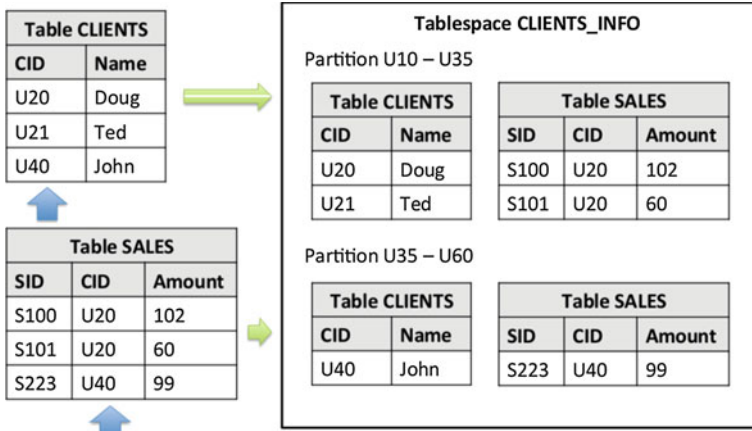 Table CLIENTS
CID Name
U20 Doug
U21 Ted
U40 John
Table SALES
SID CID Amount
S100 U20 102
S101 U20 60
S223 U40 99
Tablespace CLIENTS_INFO
Partition U10 – U35
Table CLIENTS
CID Name
U20 Doug
U21 Ted
Table SALES
SID CID Amount
S100 U20 102
S101 U20 60
Partition U35 – U60
Table CLIENTS
CID Name
U40 John
Table SALES
SID CID Amount
S223 U40 99